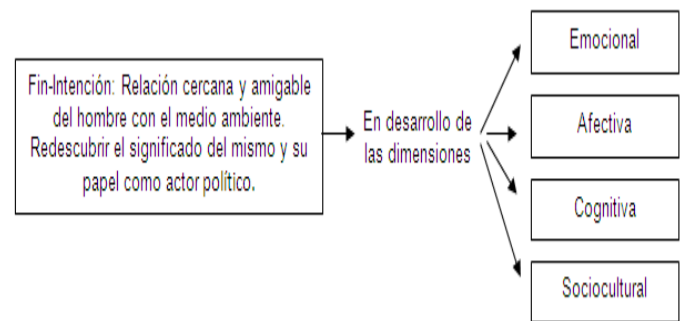 Fin-Intención: Relación cercana y amigable
del hombre con el medio ambiente.
Redescubrir el significado del mismo y su
papel como actor político.
En desarrollo de
las dimensiones
Emocional
Afectiva
Cognitiva
Sociocultural